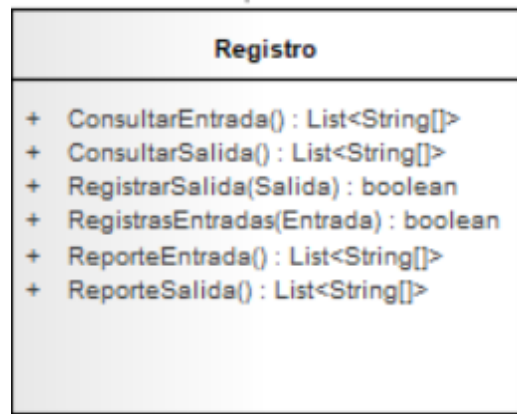 Registro
+ ConsultarEntrada() : List<String[]>
+ ConsultarSalida() : List<String[]>
+ RegistrarSalida(Salida) : boolean
+ RegistrasEntradas(Entrada) : boolean
+ ReporteEntrada() : List<String[]>
+ ReporteSalida() : List<String[]>